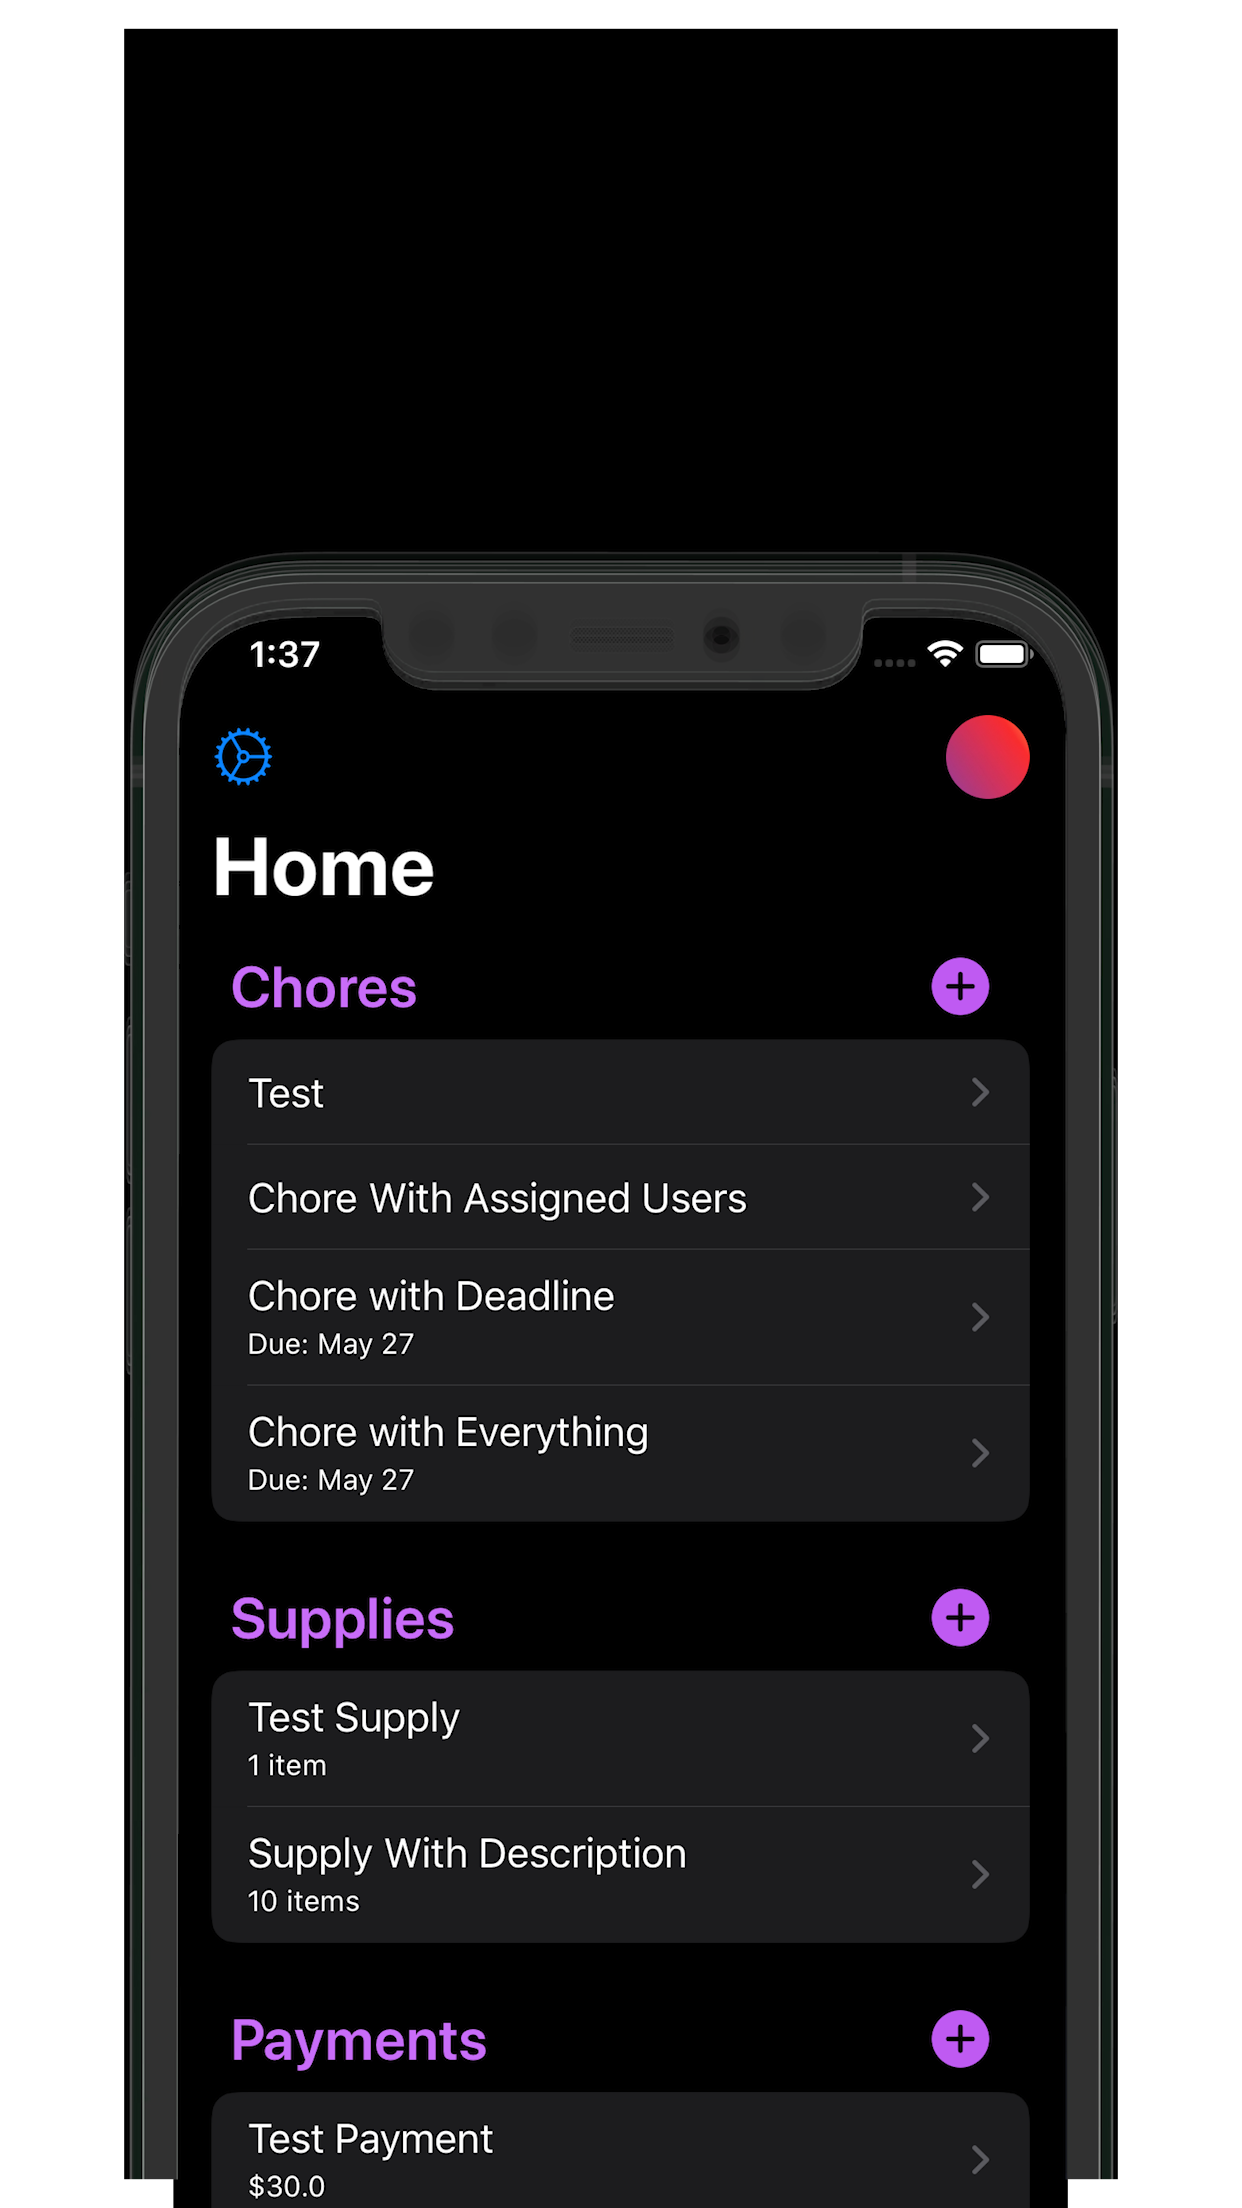 1:37
Home
Chores
Test
Chore With Assigned Users
Chore with Deadline
Due: May 27
Chore with Everything
Due: May 27
Supplies
Test Supply
1 item
Supply With Description
10 items
Payments
Test Payment
$30.0